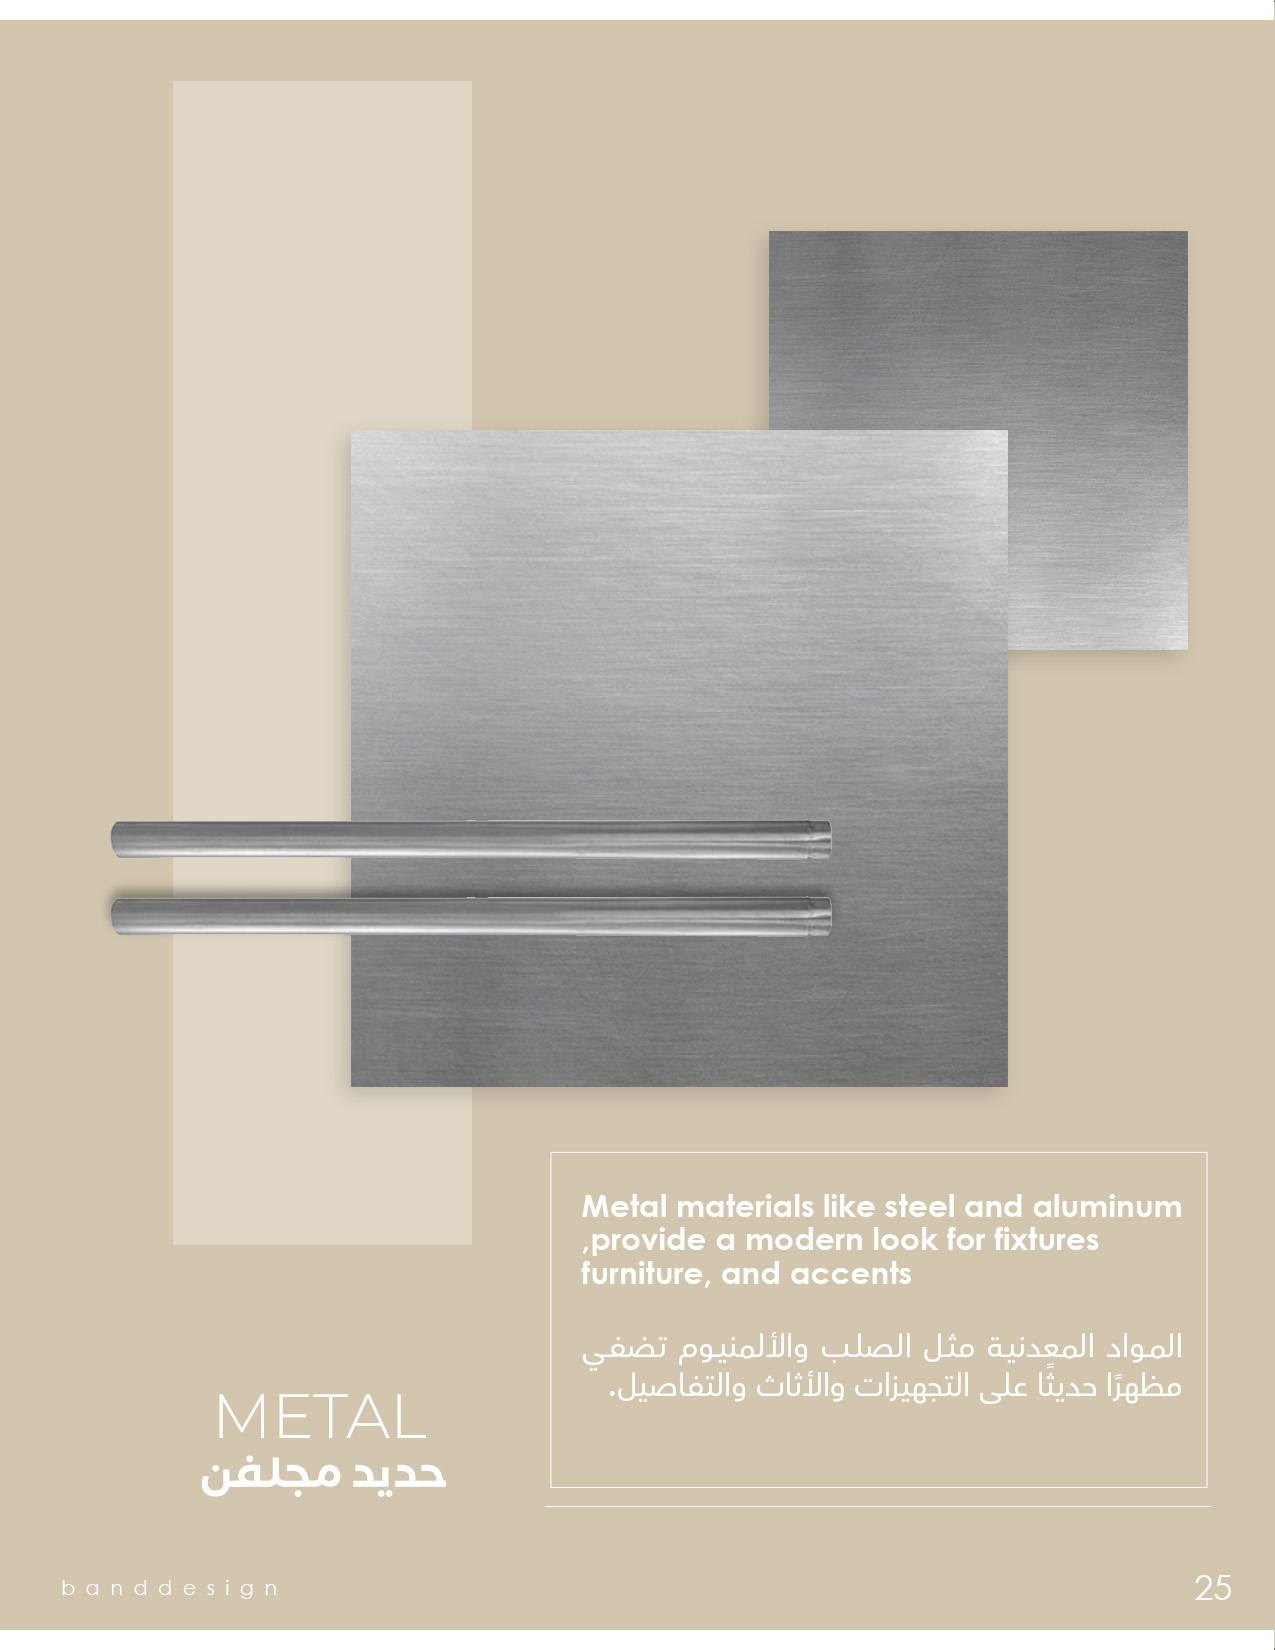 Metal materials like steel and aluminum
,provide a modern look for fixtures
furniture, and accents
المواد المعدنية مثل الصلب والألمنيوم تضفي
مظهرًا حديثًا على التجهيزات والأثاث والتفاصيل.
METAL
حديد مجلفن
banddesign
25